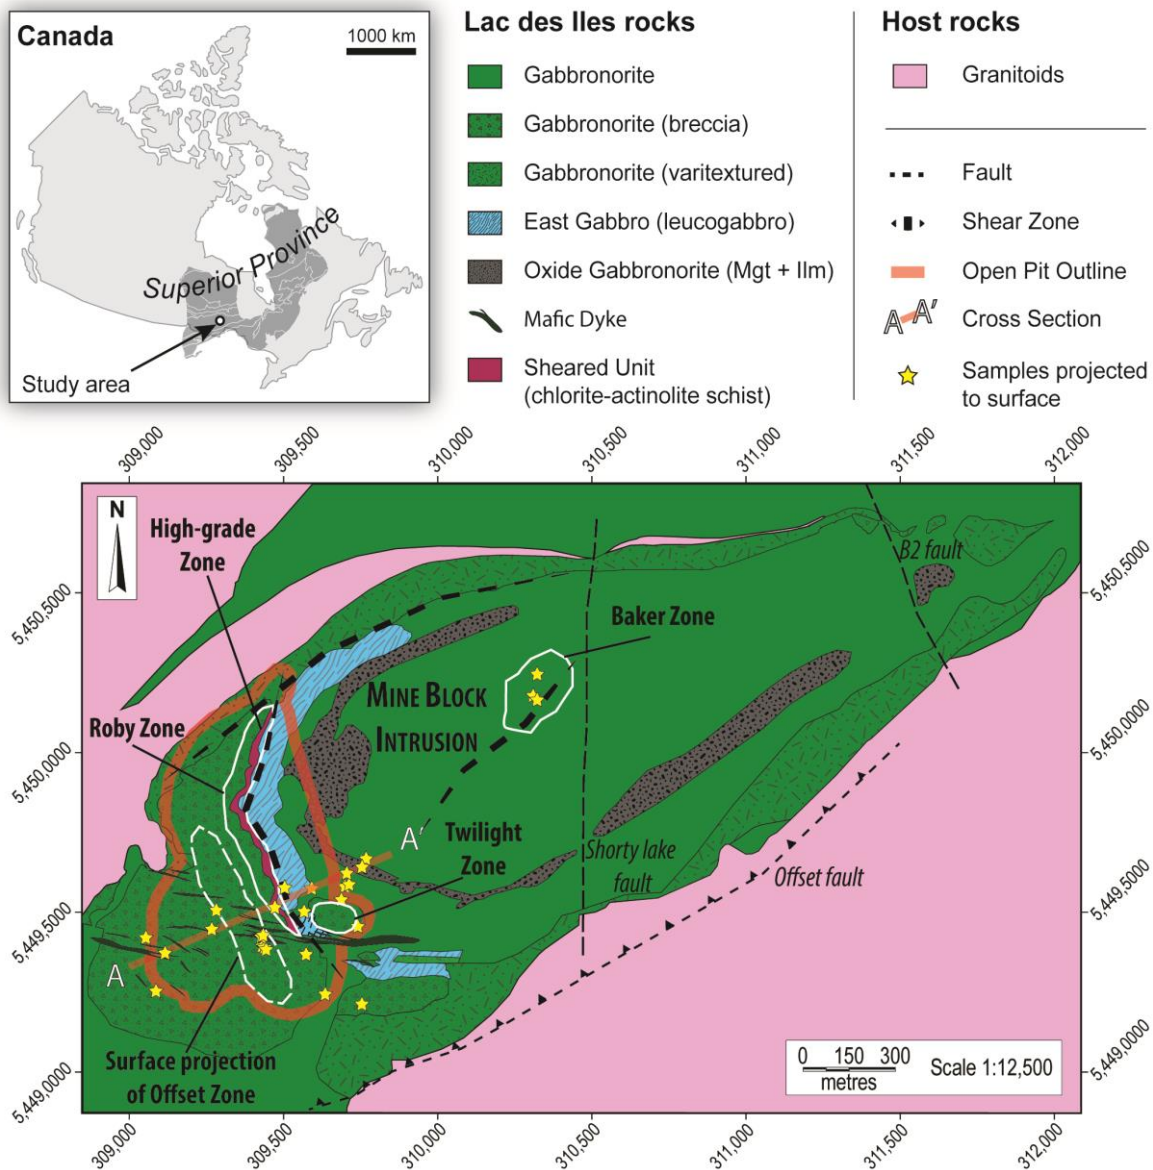 Canada
1000 km
Superior Province
Study area
Lac des Iles rocks
Gabbronorite
Gabbronorite (breccia)
Gabbronorite (varitextured)
East Gabbro (leucogabbro)
Oxide Gabbronorite (Mgt + Ilm)
Mafic Dyke
Sheared Unit
(chlorite-actinolite schist)
Host rocks
Granitoids
Fault
Shear Zone
Open Pit Outline
A A' Cross Section
Samples projected
to surface
309,000 309,500 310,000 310,500 311,000 311,500 312,000
N
High-grade
Zone
B2 fault
5,450,5000 5,450,5000
Baker Zone
Roby Zone
MINE BLOCK
INTRUSION
5,450,0000 5,450,0000
A'
Twilight
Zone
Shorty lake
fault
Offset fault
5,449,5000 5,449,5000
A
Surface projection
of Offset Zone
0 150 300
metres
Scale 1:12,500
5,449,0000 5,449,0000
309,000 309,500 310,000 310,500 311,000 311,500 312,000